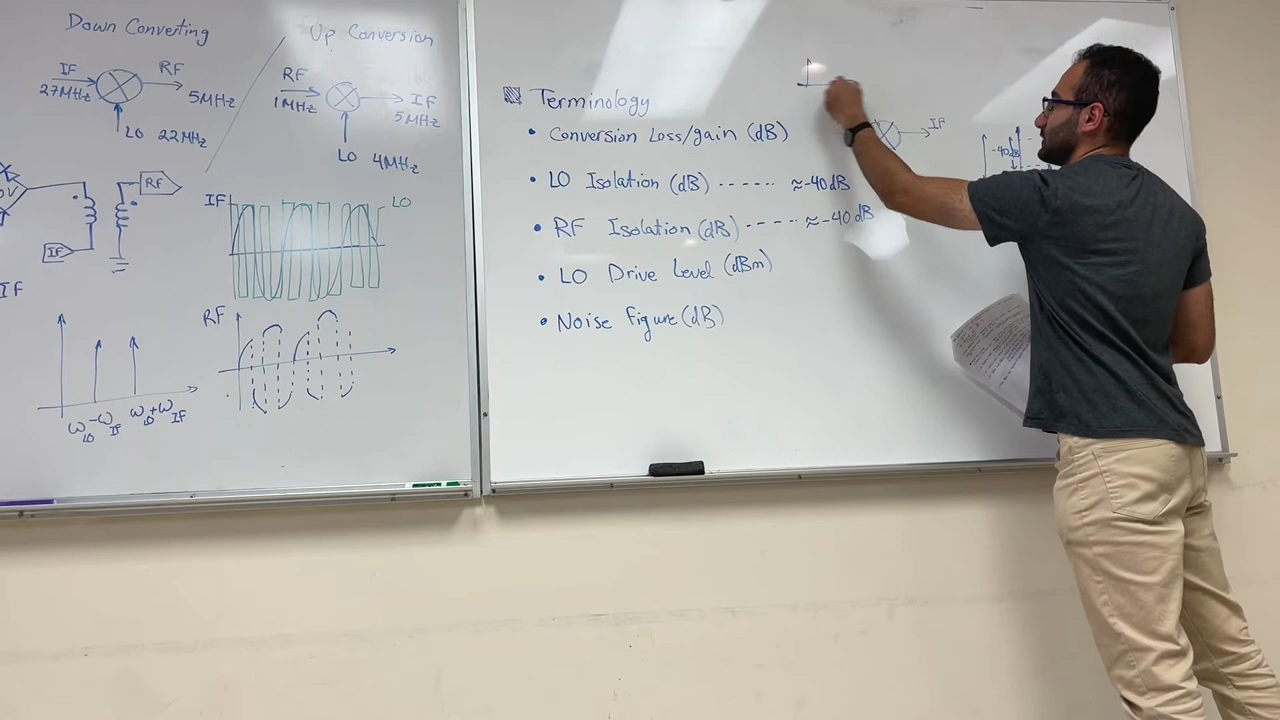 Down Converting
IF
27MHz
RF
5MHz
LO 22MHz
Up Conversion
RF
1MHz
IF
5MHz
LO 4MHz
RF
IF
IF
IF
LO
RF
ω_LO-ω_IF
ω_LO+ω_IF
Terminology
• Conversion Loss/gain (dB)
• LO Isolation (dB) ------ ≈-40dB
• RF Isolation (dB) ---- ≈-40dB
• LO Drive Level (dBm)
• Noise figure (dB)
IF
-40dB